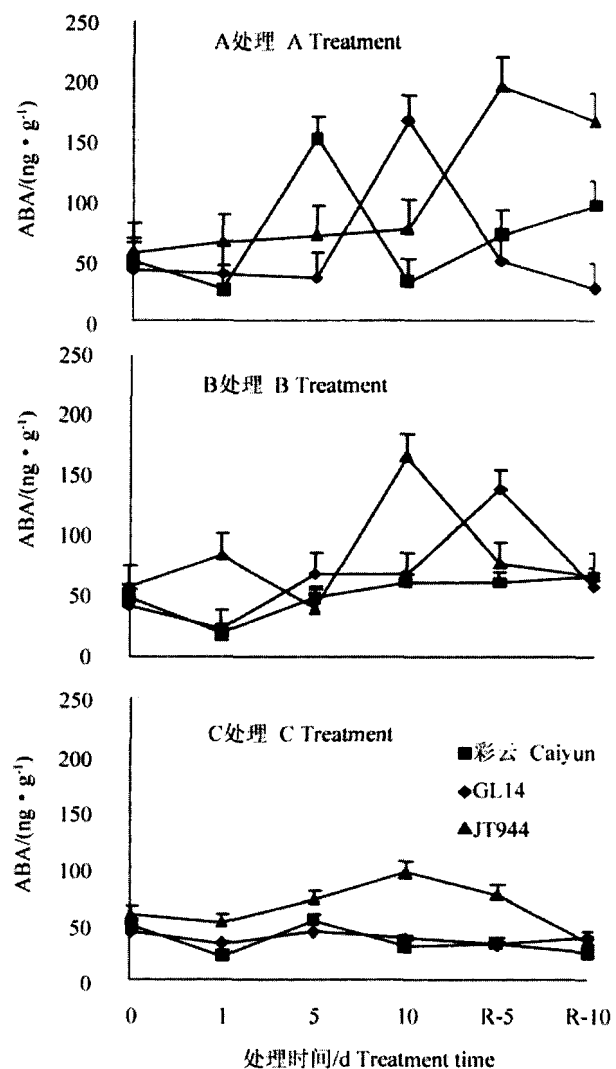 A处理 A Treatment
ABA/(ng·g⁻¹)
250
200
150
100
50
0
B处理 B Treatment
ABA/(ng·g⁻¹)
250
200
150
100
50
0
C处理 C Treatment
ABA/(ng·g⁻¹)
250
200
150
100
50
0
彩云 Caiyun
GL14
JT944
0 1 5 10 R-5 R-10
处理时间/d Treatment time